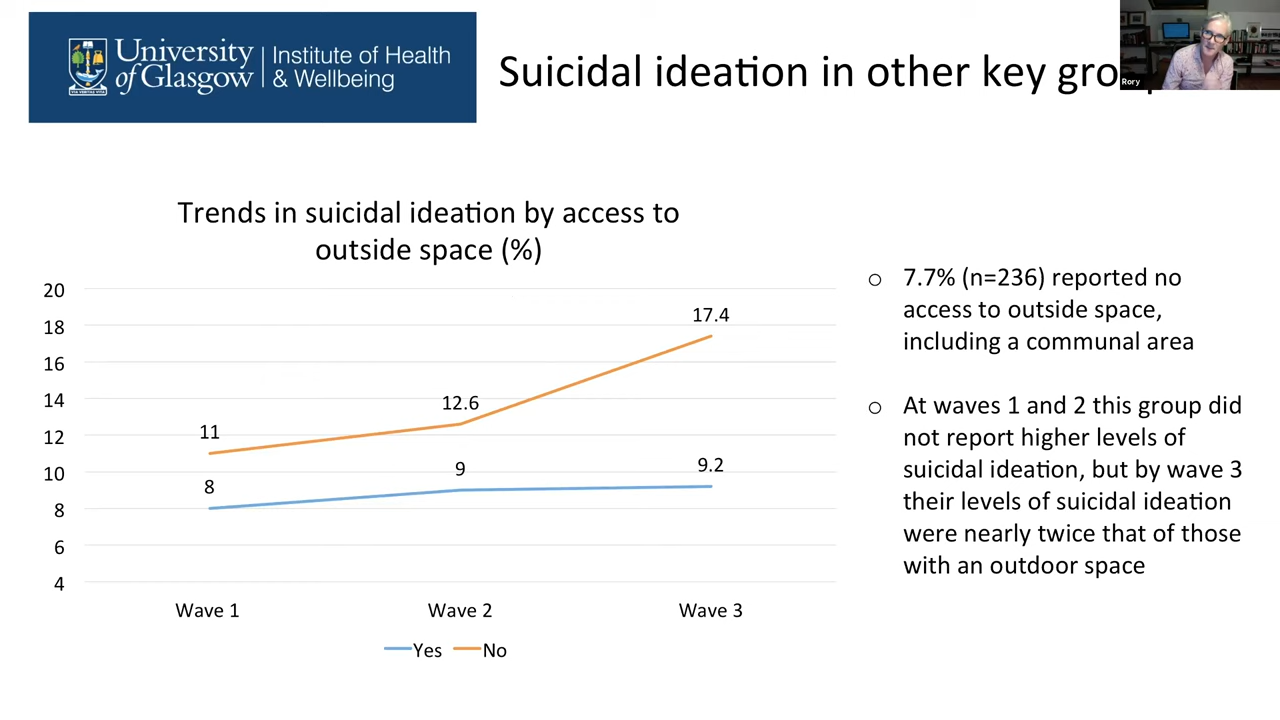 University of Glasgow
Institute of Health & Wellbeing
Suicidal ideation in other key
Rory
Trends in suicidal ideation by access to
outside space (%)
20
18
16
14
12
10
8
6
4
11
12.6
17.4
8
9
9.2
Wave 1
Wave 2
Wave 3
Yes
No
○ 7.7% (n=236) reported no
access to outside space,
including a communal area
○ At waves 1 and 2 this group did
not report higher levels of
suicidal ideation, but by wave 3
their levels of suicidal ideation
were nearly twice that of those
with an outdoor space